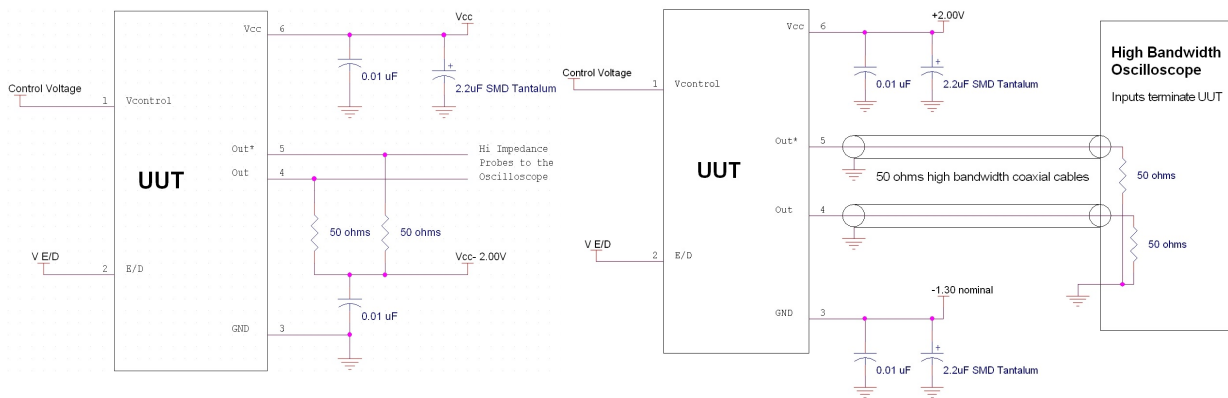 Vcc
Vcc 6
0.01 uF
2.2uF SMD Tantalum
+
Control Voltage
1 Vcontrol
Out* 5
Out 4
Hi Impedance
Probes to the
Oscilloscope
UUT
50 ohms
50 ohms
V E/D
2 E/D
Vcc- 2.00V
0.01 uF
GND 3
+2.00V
Vcc 6
+
0.01 uF
2.2uF SMD Tantalum
Control Voltage
1 Vcontrol
Out* 5
UUT
50 ohms high bandwidth coaxial cables
Out 4
V E/D
2 E/D
-1.30 nominal
GND 3
+
0.01 uF
2.2uF SMD Tantalum
High Bandwidth
Oscilloscope
Inputs terminate UUT
50 ohms
50 ohms